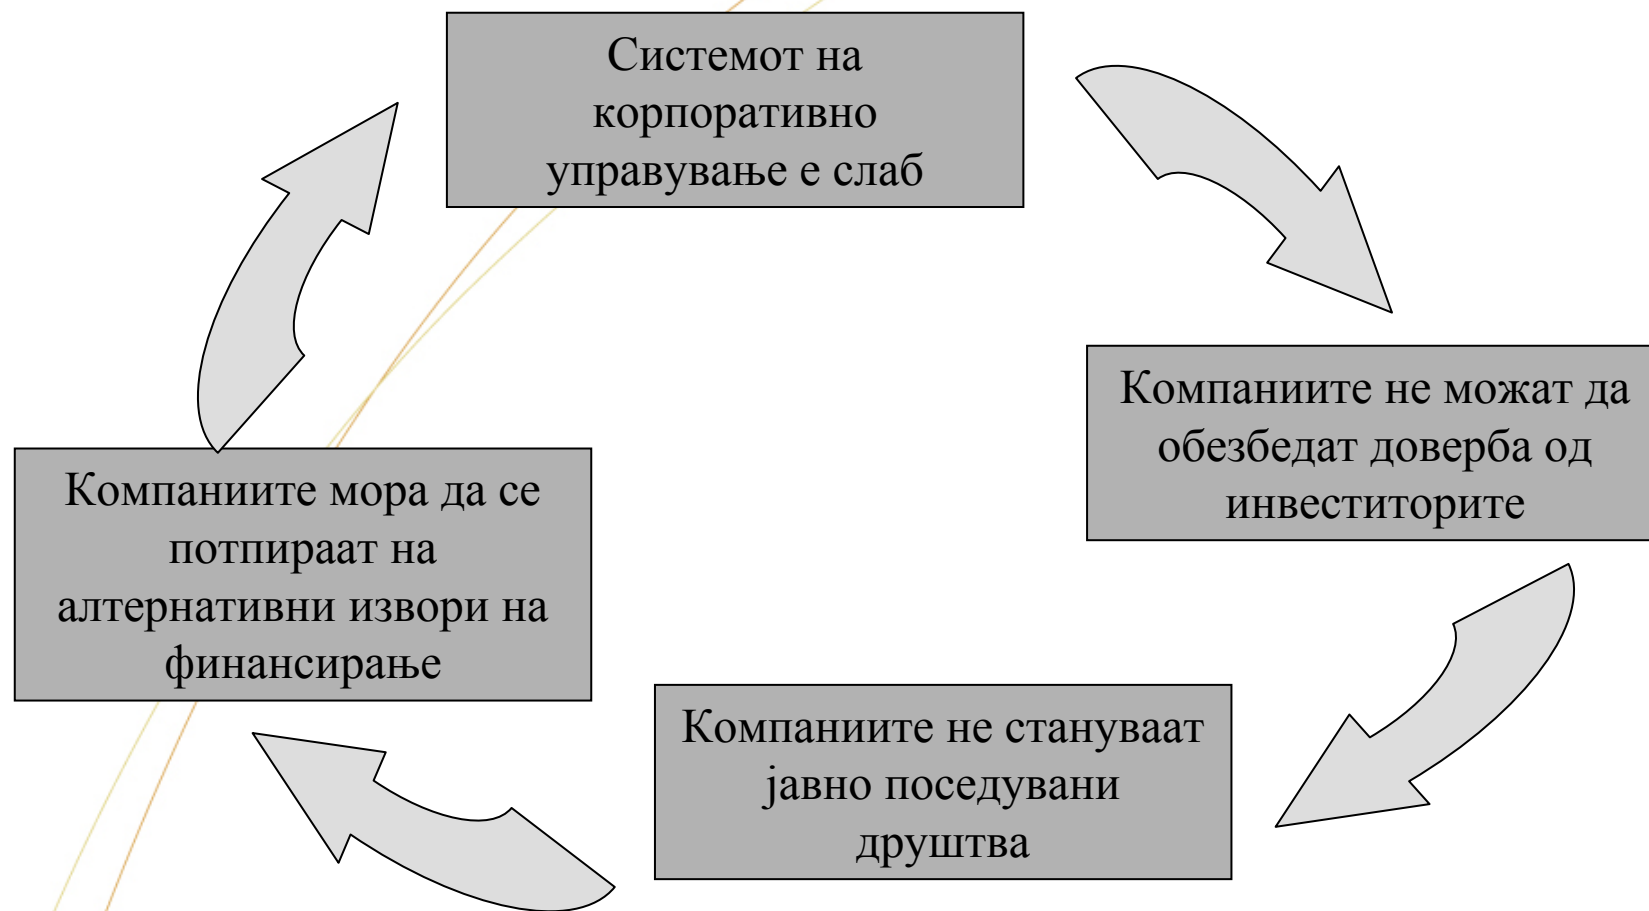 Системот на
корпоративно
управување е слаб
Компаниите не можат да
обезбедат доверба од
инвеститорите
Компаниите мора да се
потпираат на
алтернативни извори на
финансирање
Компаниите не стануваат
јавно поседувани
друштва